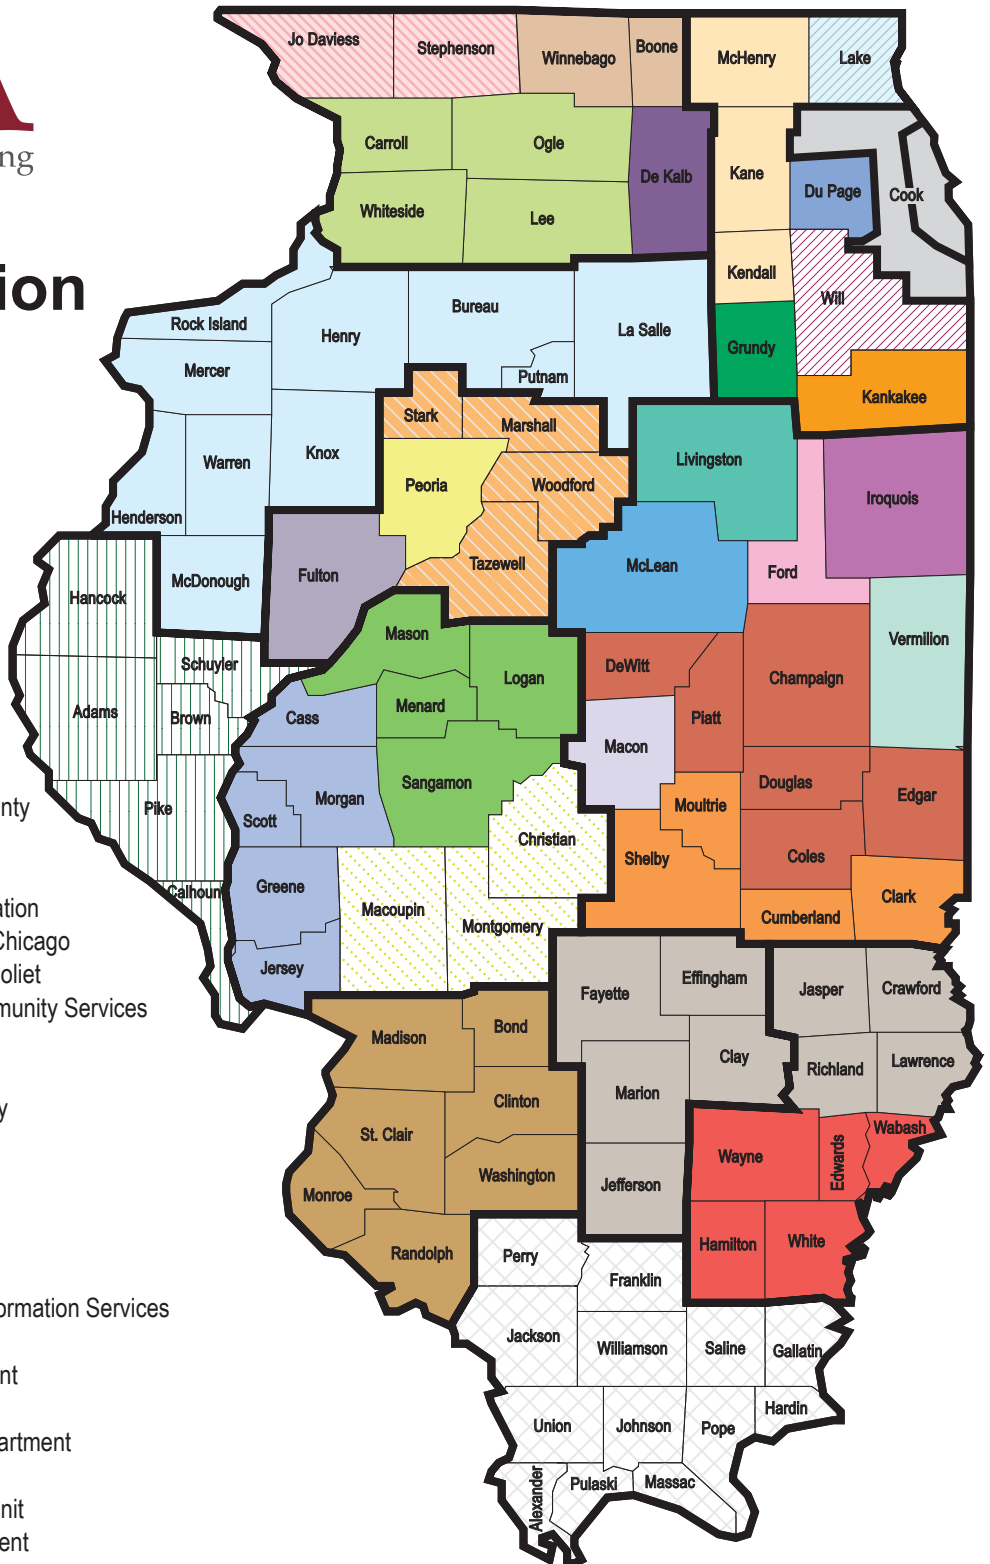 ng
ion
Jo Daviess
Stephenson
Winnebago
Boone
McHenry
Lake
Carroll
Ogle
De Kalb
Kane
Du Page
Cook
Whiteside
Lee
Kendall
Will
Rock Island
Henry
Bureau
La Salle
Grundy
Mercer
Putnam
Kankakee
Stark
Marshall
Warren
Knox
Peoria
Woodford
Livingston
Iroquois
Henderson
McDonough
Fulton
Tazewell
McLean
Ford
Hancock
Mason
Vermilion
Schuyler
Logan
DeWitt
Champaign
Adams
Brown
Cass
Menard
Piatt
Macon
Sangamon
Douglas
Edgar
Pike
Morgan
Scott
Moultrie
Christian
Shelby
Coles
Calhoun
Greene
Macoupin
Montgomery
Cumberland
Clark
Jersey
Fayette
Effingham
Jasper
Crawford
Madison
Bond
Clay
Richland
Lawrence
Marion
Clinton
St. Clair
Wabash
Wayne
Edwards
Washington
Jefferson
Monroe
Randolph
Hamilton
White
Perry
Franklin
Jackson
Williamson
Saline
Gallatin
Union
Johnson
Pope
Hardin
Alexander
Pulaski
Massac
nty
ation
Chicago
oliet
munity Services
y
ormation Services
nt
artment
nit
ent